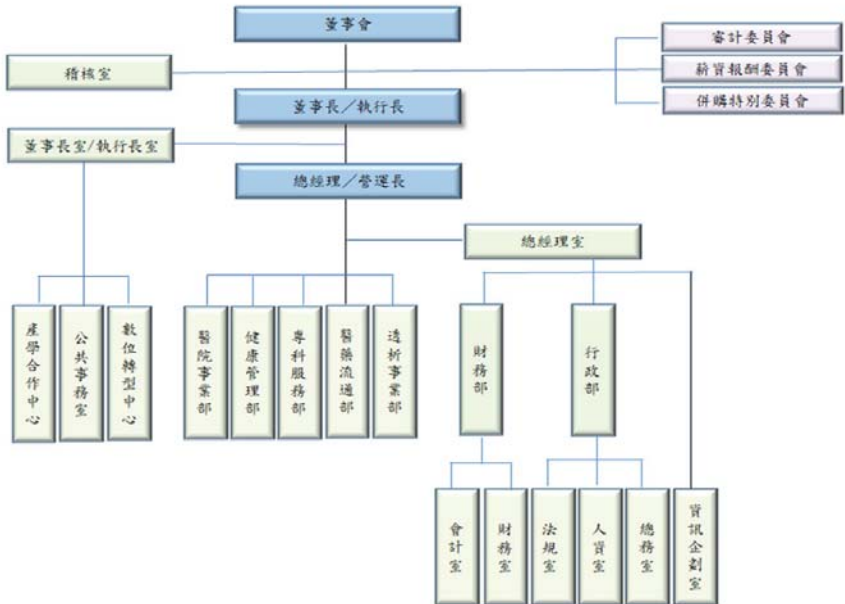 董事會
審計委員會
稽核室
薪資報酬委員會
併購特別委員會
董事長／執行長
董事長室/執行長室
總經理／營運長
總經理室
產學合作中心
公共事務室
數位轉型中心
醫院事業部
健康管理部
專科服務部
醫藥流通部
透析事業部
財務部
行政部
會計室
財務室
法規室
人資室
總務室
資訊企劃室